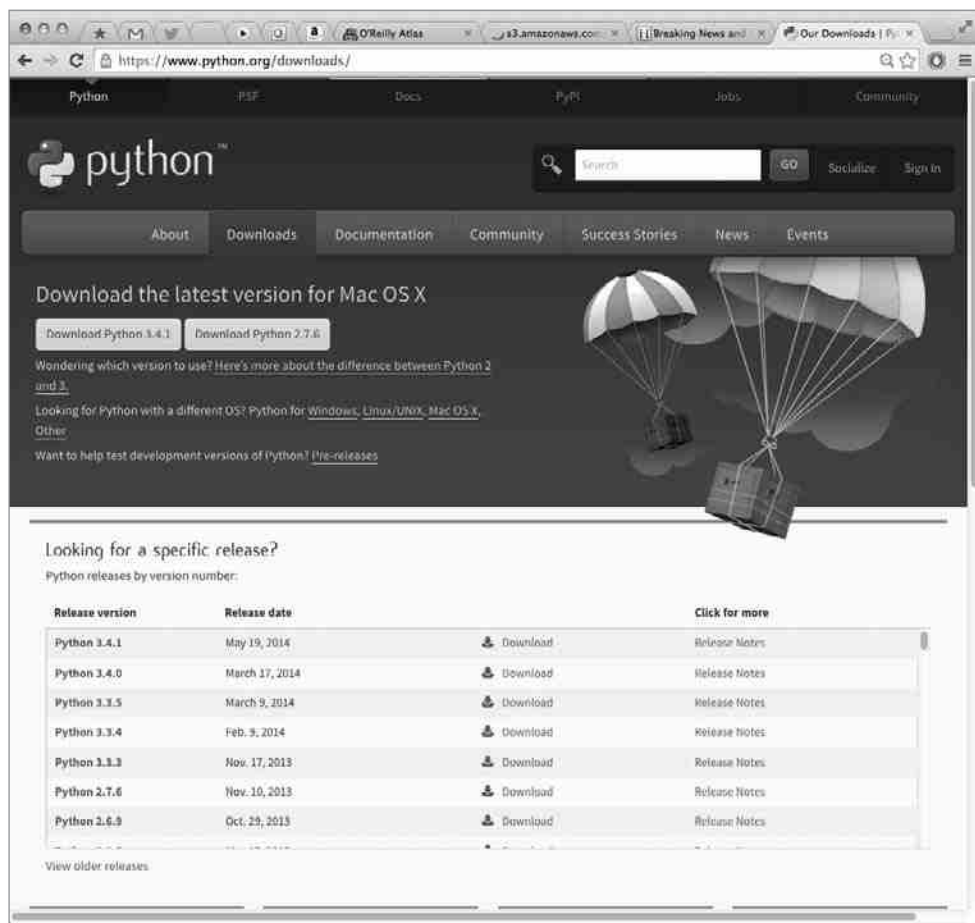 O'Reilly Atlas
s3.amazonaws.com
Breaking News and
Our Downloads | Py
https://www.python.org/downloads/
Python PSF Docs PyPI Jobs Community
python™
Search GO Socialize Sign In
About Downloads Documentation Community Success Stories News Events
Download the latest version for Mac OS X
Download Python 3.4.1 Download Python 2.7.6
Wondering which version to use? Here's more about the difference between Python 2
and 3.
Looking for Python with a different OS? Python for Windows, Linux/UNIX, Mac OS X,
Other
Want to help test development versions of Python? Pre-releases
Looking for a specific release?
Python releases by version number:
Release version Release date Click for more
Python 3.4.1 May 19, 2014 Download Release Notes
Python 3.4.0 March 17, 2014 Download Release Notes
Python 3.3.5 March 9, 2014 Download Release Notes
Python 3.3.4 Feb. 9, 2014 Download Release Notes
Python 3.3.3 Nov. 17, 2013 Download Release Notes
Python 2.7.6 Nov. 10, 2013 Download Release Notes
Python 2.6.9 Oct. 29, 2013 Download Release Notes
View older releases